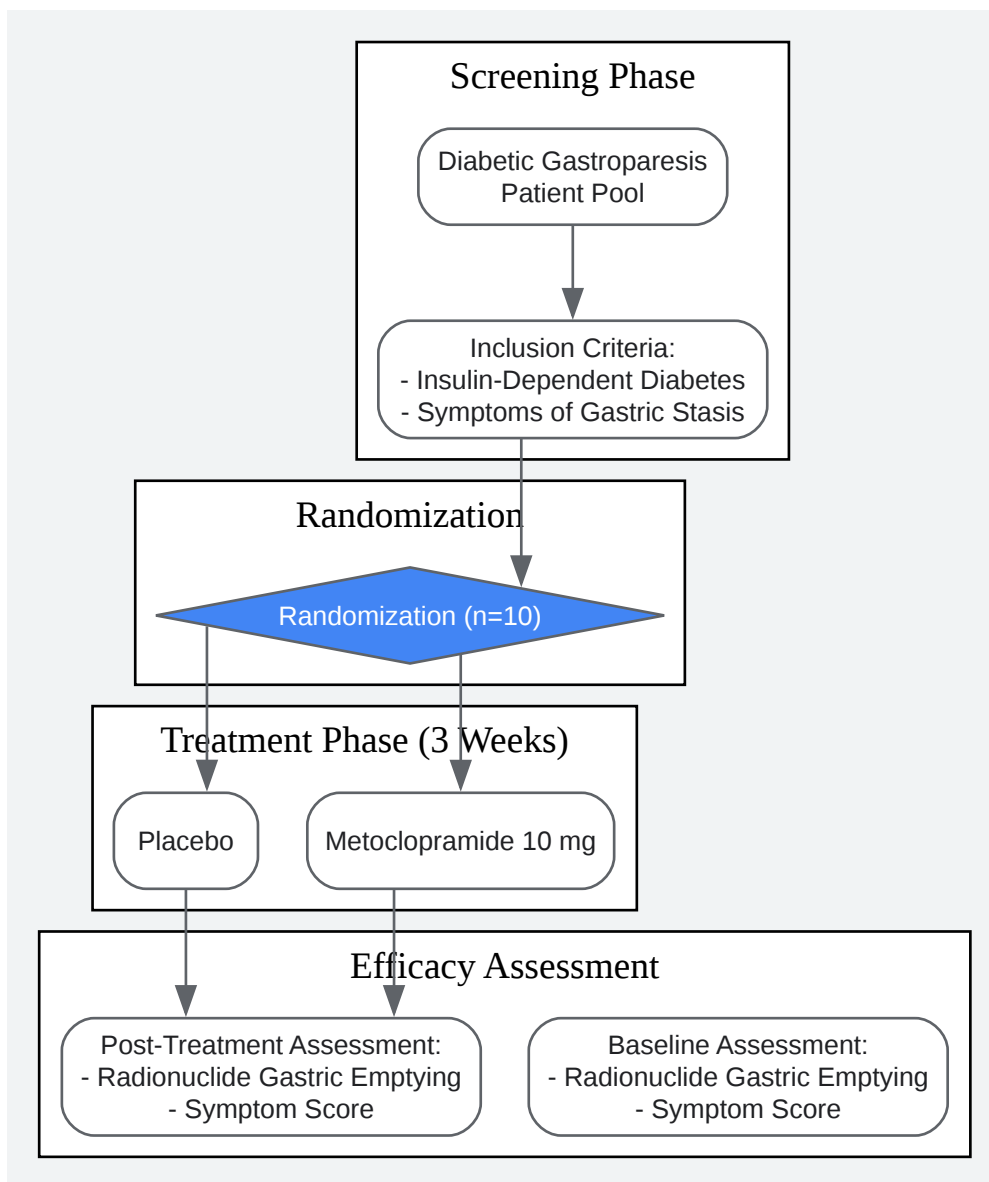 Screening Phase
Diabetic Gastroparesis
Patient Pool
Inclusion Criteria:
- Insulin-Dependent Diabetes
- Symptoms of Gastric Stasis
Randomization
Randomization (n=10)
Treatment Phase (3 Weeks)
Placebo
Metoclopramide 10 mg
Efficacy Assessment
Post-Treatment Assessment:
- Radionuclide Gastric Emptying
- Symptom Score
Baseline Assessment:
- Radionuclide Gastric Emptying
- Symptom Score